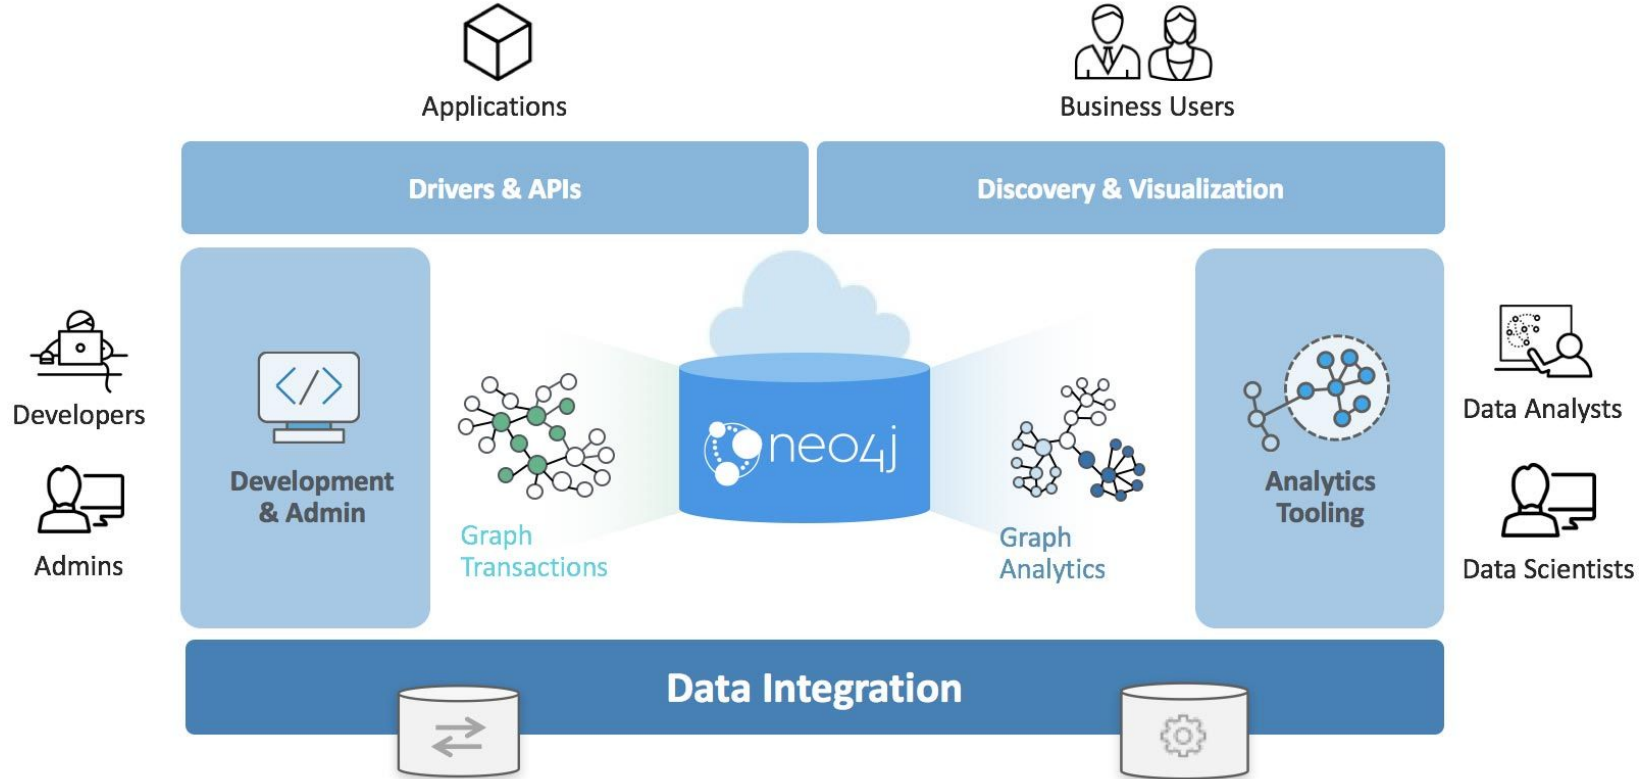 Applications
Business Users
Drivers & APIs
Discovery & Visualization
Developers
Admins
</>
Development
& Admin
Graph
Transactions
neo4j
Graph
Analytics
Analytics
Tooling
Data Analysts
Data Scientists
Data Integration